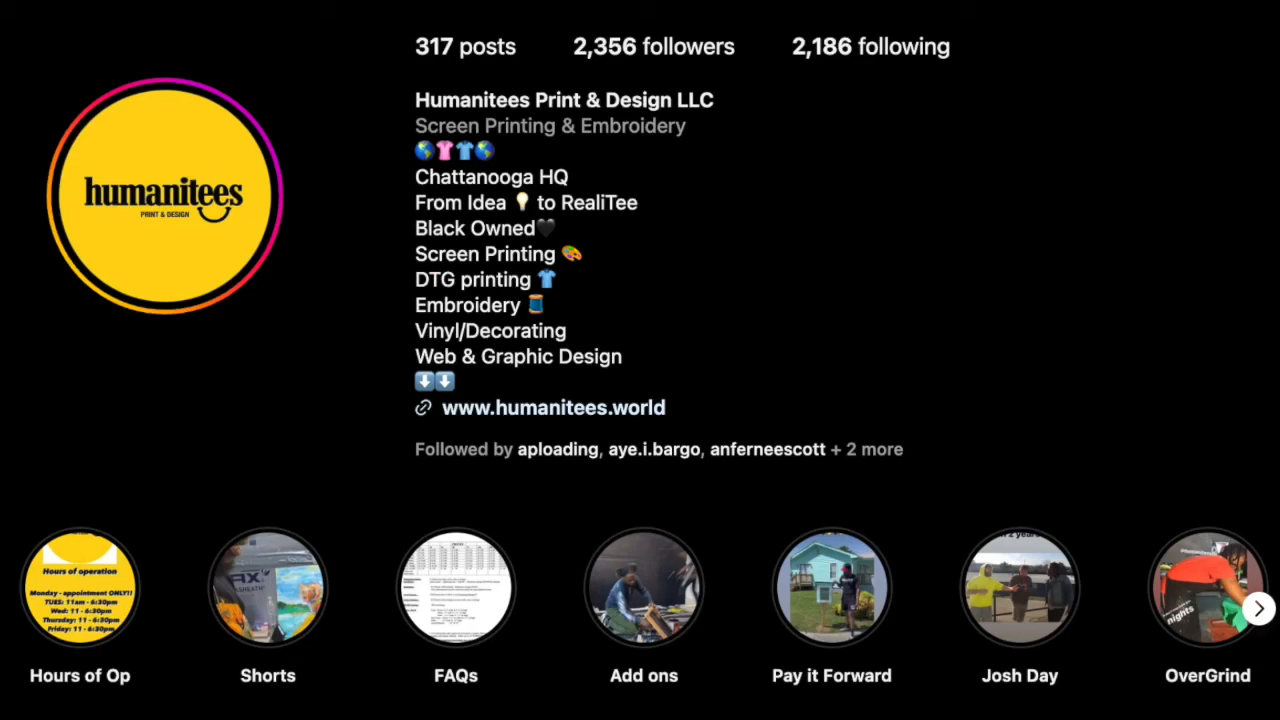 317 posts 2,356 followers 2,186 following
humanitees
PRINT & DESIGN
Humanitees Print & Design LLC
Screen Printing & Embroidery
🌎👚👕🌎
Chattanooga HQ
From Idea 💡 to RealiTee
Black Owned🖤
Screen Printing 🎨
DTG printing 👕
Embroidery 🧵
Vinyl/Decorating
Web & Graphic Design
⬇️⬇️
www.humanitees.world
Followed by aploading, aye.i.bargo, anferneescott + 2 more
Hours of operation
Monday - appointment ONLY!!
TUES: 11am - 6:30pm
Wed: 11 - 6:30pm
Thursday: 11 - 6:30pm
Friday: 11 - 6:30pm
nights
Hours of Op
Shorts
FAQs
Add ons
Pay it Forward
Josh Day
OverGrind